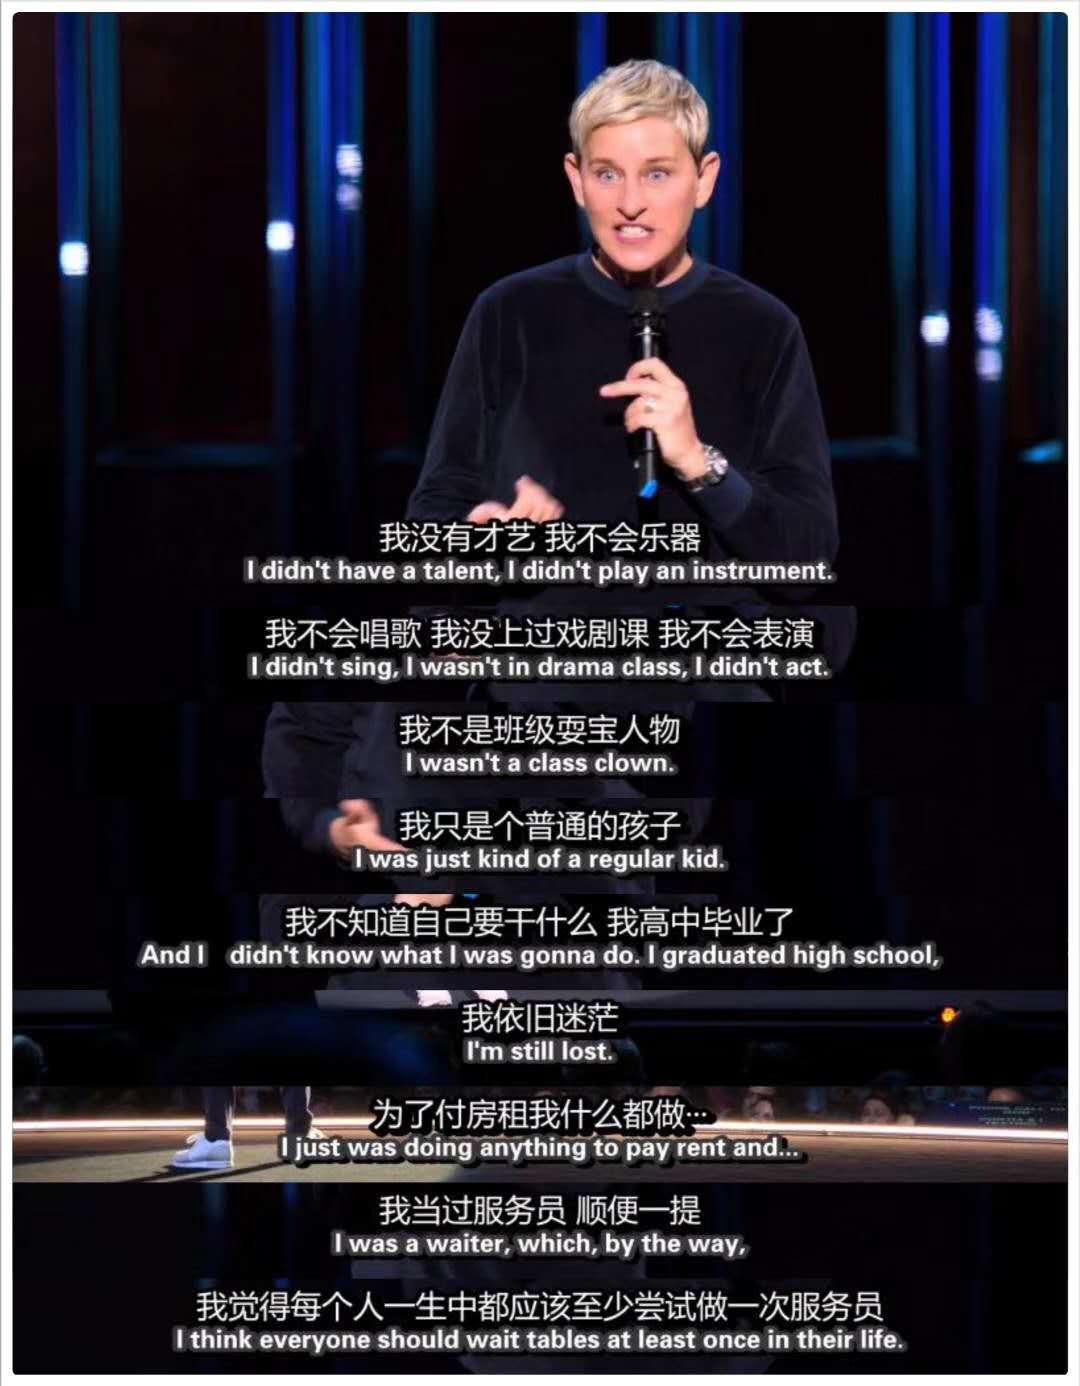 我没有才艺 我不会乐器
I didn't have a talent, I didn't play an instrument.
我不会唱歌 我没上过戏剧课 我不会表演
I didn't sing, I wasn't in drama class, I didn't act.
我不是班级耍宝人物
I wasn't a class clown.
我只是个普通的孩子
I was just kind of a regular kid.
我不知道自己要干什么 我高中毕业了
And I didn't know what I was gonna do. I graduated high school,
我依旧迷茫
I'm still lost.
为了付房租我什么都做…
I just was doing anything to pay rent and...
我当过服务员 顺便一提
I was a waiter, which, by the way,
我觉得每个人一生中都应该至少尝试做一次服务员
I think everyone should wait tables at least once in their life.